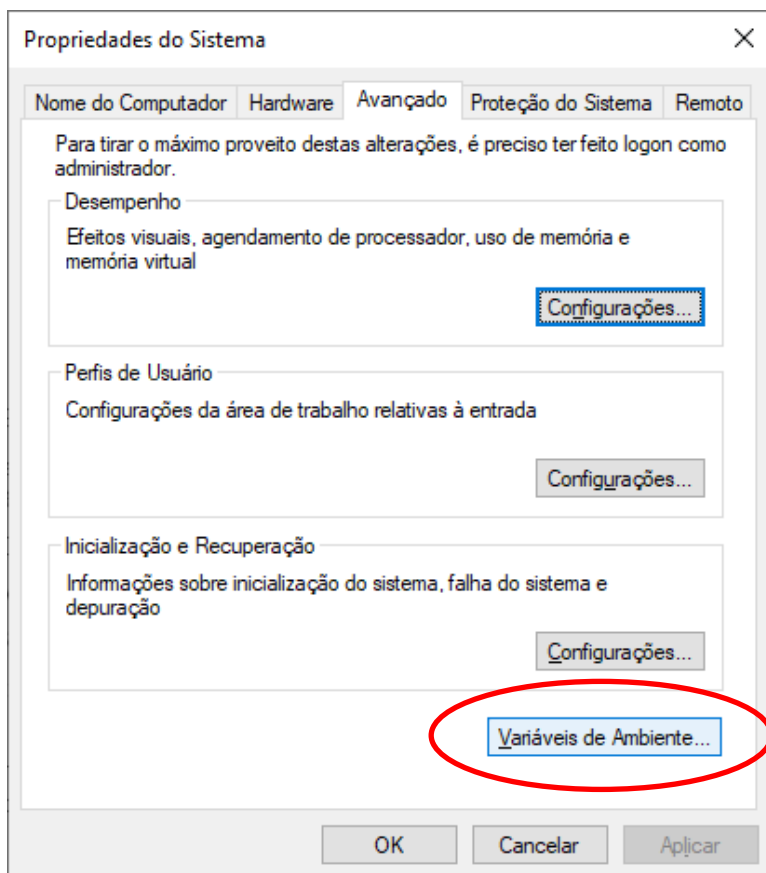 Propriedades do Sistema
Nome do Computador Hardware Avançado Proteção do Sistema Remoto
Para tirar o máximo proveito destas alterações, é preciso ter feito logon como
administrador.
Desempenho
Efeitos visuais, agendamento de processador, uso de memória e
memória virtual
Configurações...
Perfis de Usuário
Configurações da área de trabalho relativas à entrada
Configurações...
Inicialização e Recuperação
Informações sobre inicialização do sistema, falha do sistema e
depuração
Configurações...
Variáveis de Ambiente...
OK Cancelar Aplicar